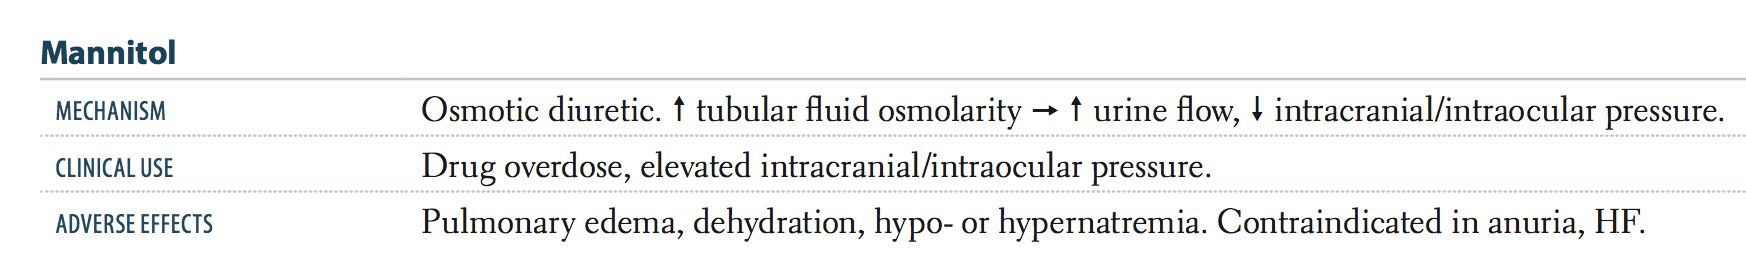 Mannitol
MECHANISM Osmotic diuretic. ↑ tubular fluid osmolarity → ↑ urine flow, ↓ intracranial/intraocular pressure.
CLINICAL USE Drug overdose, elevated intracranial/intraocular pressure.
ADVERSE EFFECTS Pulmonary edema, dehydration, hypo- or hypernatremia. Contraindicated in anuria, HF.